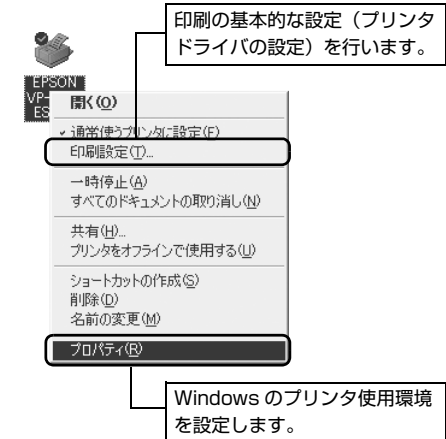 印刷の基本的な設定（プリンタ
ドライバの設定）を行います。
EPSON
VP-
ES
開く(O)
通常使うプリンタに設定(F)
印刷設定(T)...
一時停止(A)
すべてのドキュメントの取り消し(N)
共有(H)...
プリンタをオフラインで使用する(U)
ショートカットの作成(S)
削除(D)
名前の変更(M)
プロパティ(R)
Windows のプリンタ使用環境
を設定します。